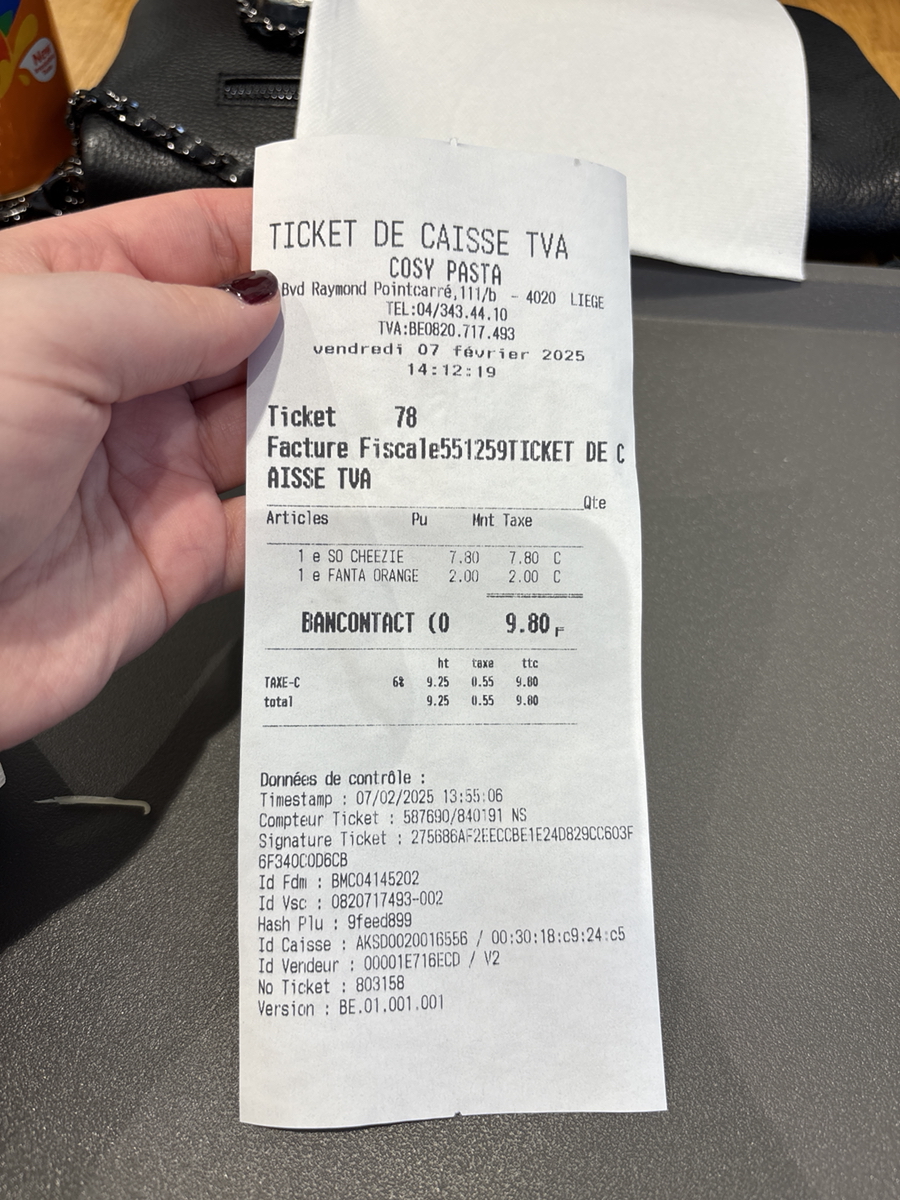 New
TICKET DE CAISSE TVA
COSY PASTA
Bvd Raymond Pointcarré,111/b - 4020 LIEGE
TEL:04/343.44.10
TVA:BE0820.717.493
vendredi 07 février 2025
14:12:19
Ticket 78
Facture Fiscale551259TICKET DE C
AISSE TVA
Qte
Articles Pu Mnt Taxe
1 e SO CHEEZIE 7.80 7.80 C
1 e FANTA ORANGE 2.00 2.00 C
BANCONTACT (O 9.80
ht taxe ttc
TAXE-C 6% 9.25 0.55 9.80
total 9.25 0.55 9.80
Données de contrôle :
Timestamp : 07/02/2025 13:55:06
Compteur Ticket : 587690/840191 NS
Signature Ticket : 275686AF2EECCBE1E24D829CC603F
6F340C0D6CB
Id Fdm : BMC04145202
Id Vsc : 0820717493-002
Hash Plu : 9feed899
Id Caisse : AKSD0020016556 / 00:30:18:c9:24:c5
Id Vendeur : 00001E716ECD / V2
No Ticket : 803158
Version : BE.01.001.001